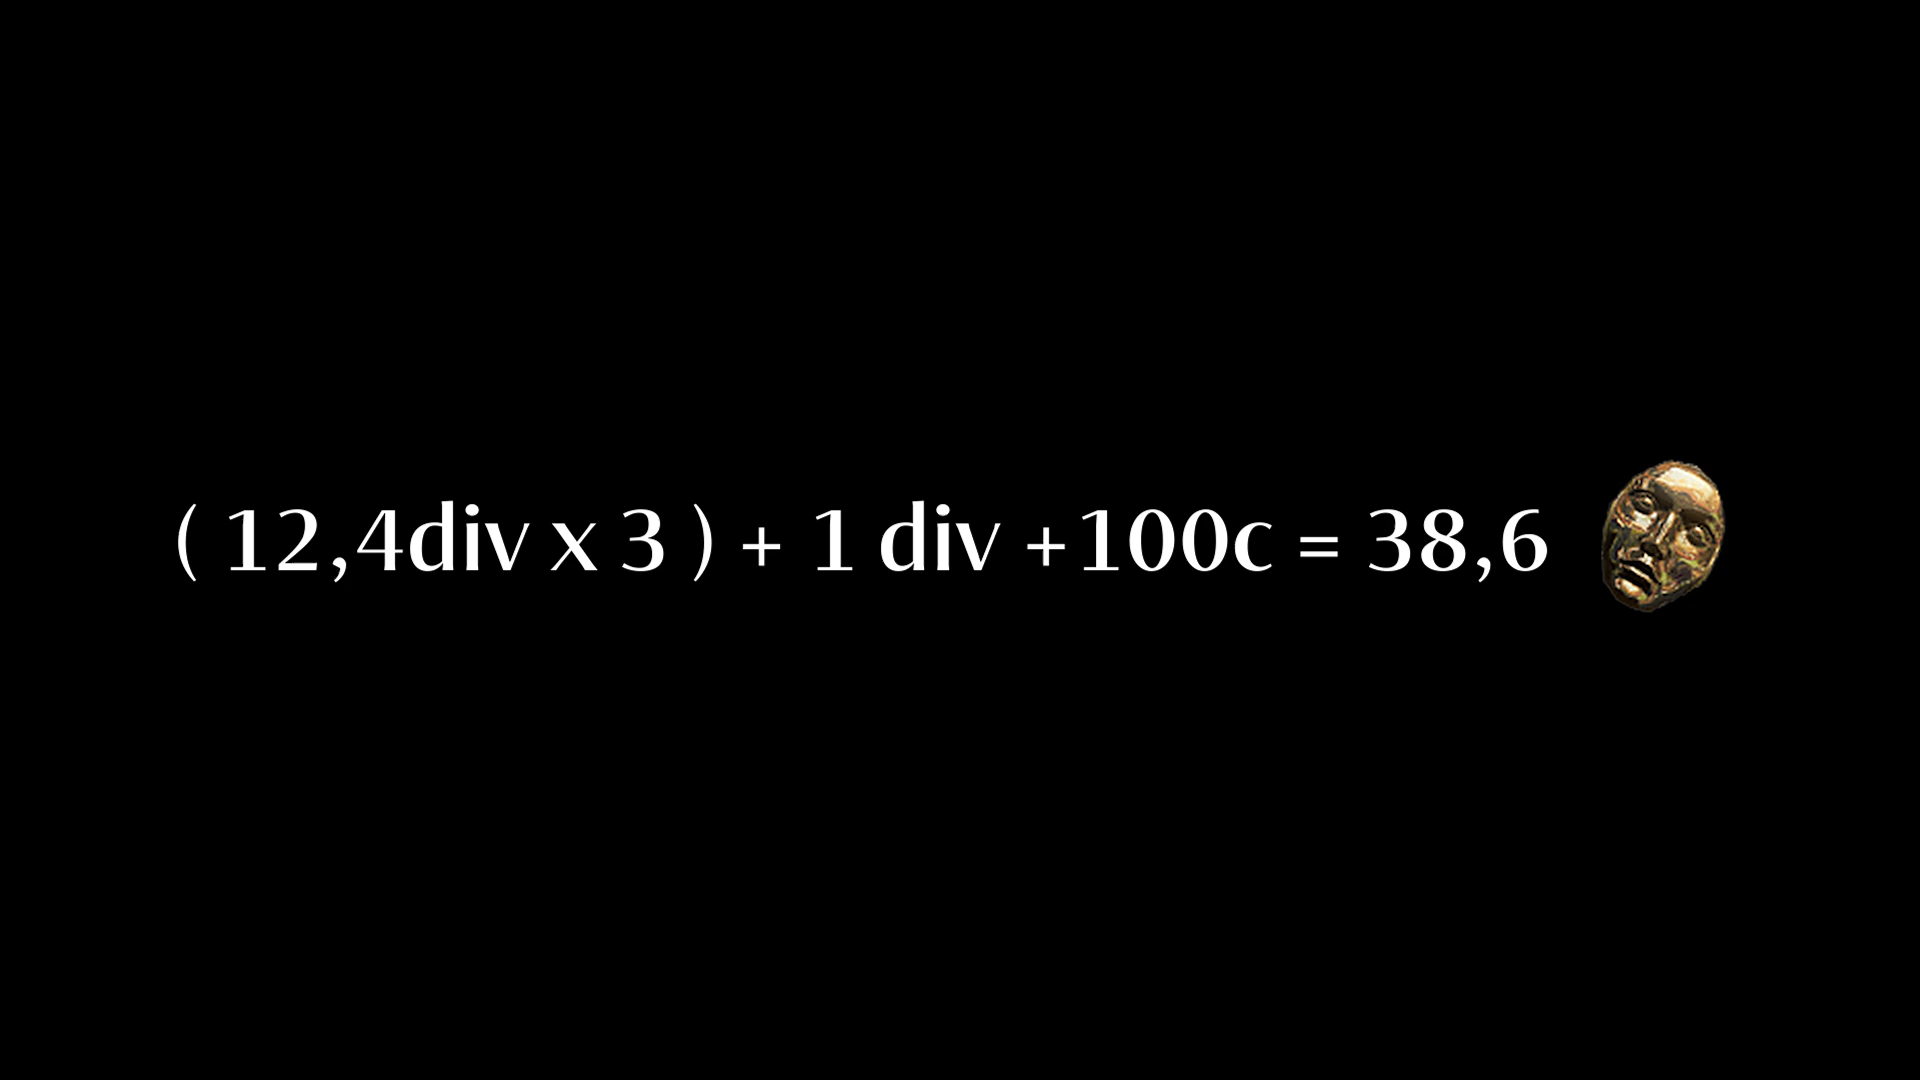 ( 12,4div x 3 ) + 1 div +100c = 38,6